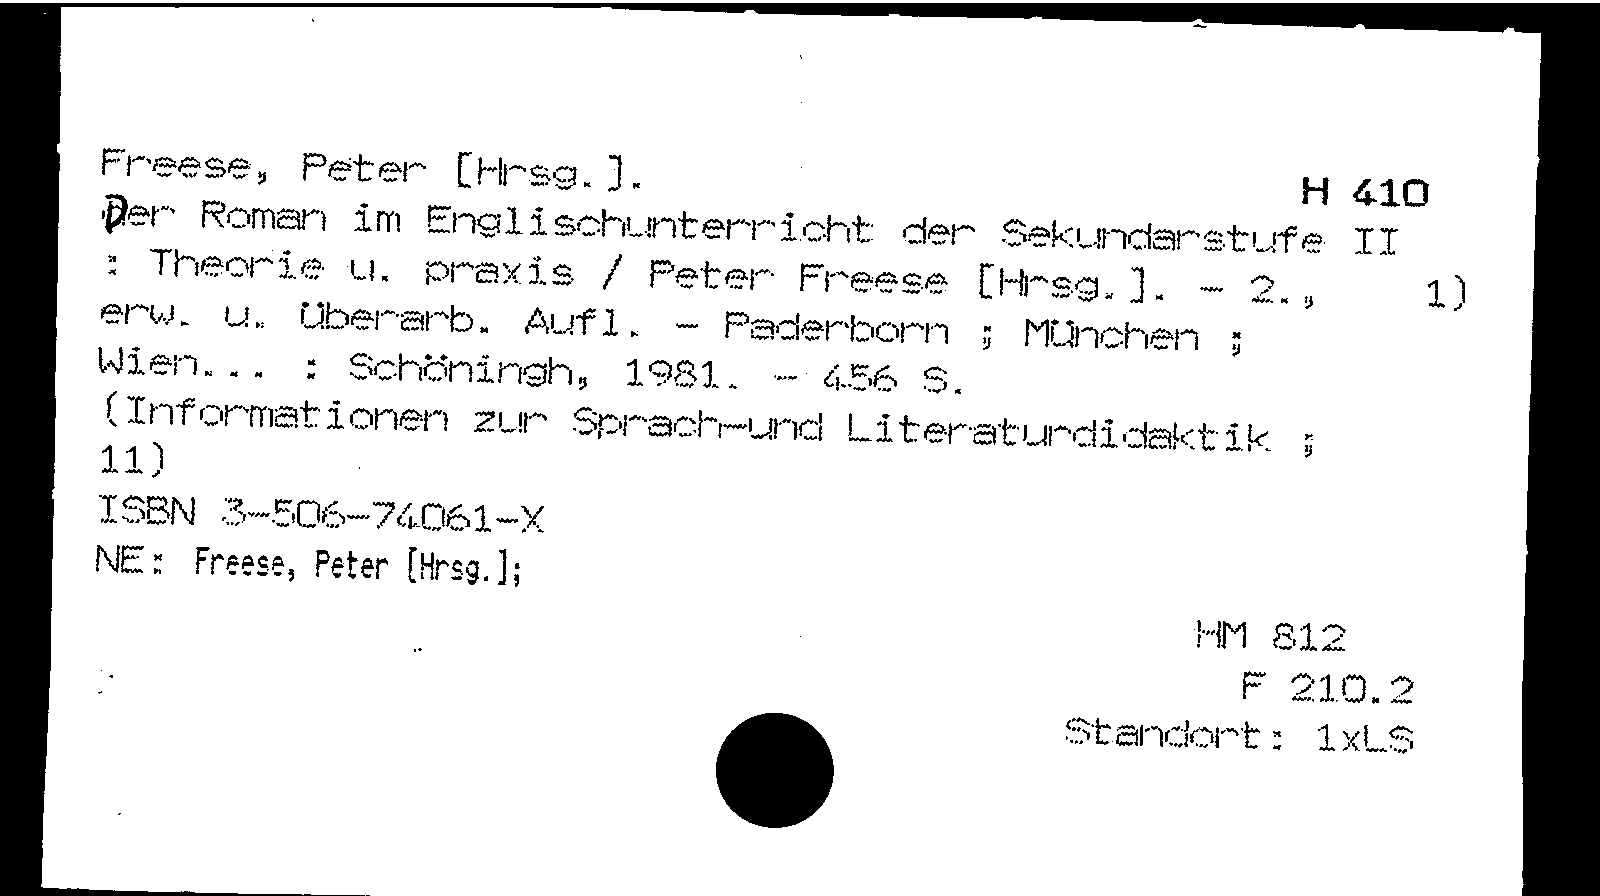 Freese, Peter [Hrsg.].
H 410
Der Roman im Englischunterricht der Sekundarstufe II
: Theorie u. praxis / Peter Freese [Hrsg.]. - 2., 1)
erw. u. überarb. Aufl. - Paderborn ; München ;
Wien... : Schöningh, 1981. - 456 S.
(Informationen zur Sprach-und Literaturdidaktik ;
11)
ISBN 3-506-74061-X
NE: Freese, Peter [Hrsg.];
HM 812
F 210.2
Standort: 1xLS